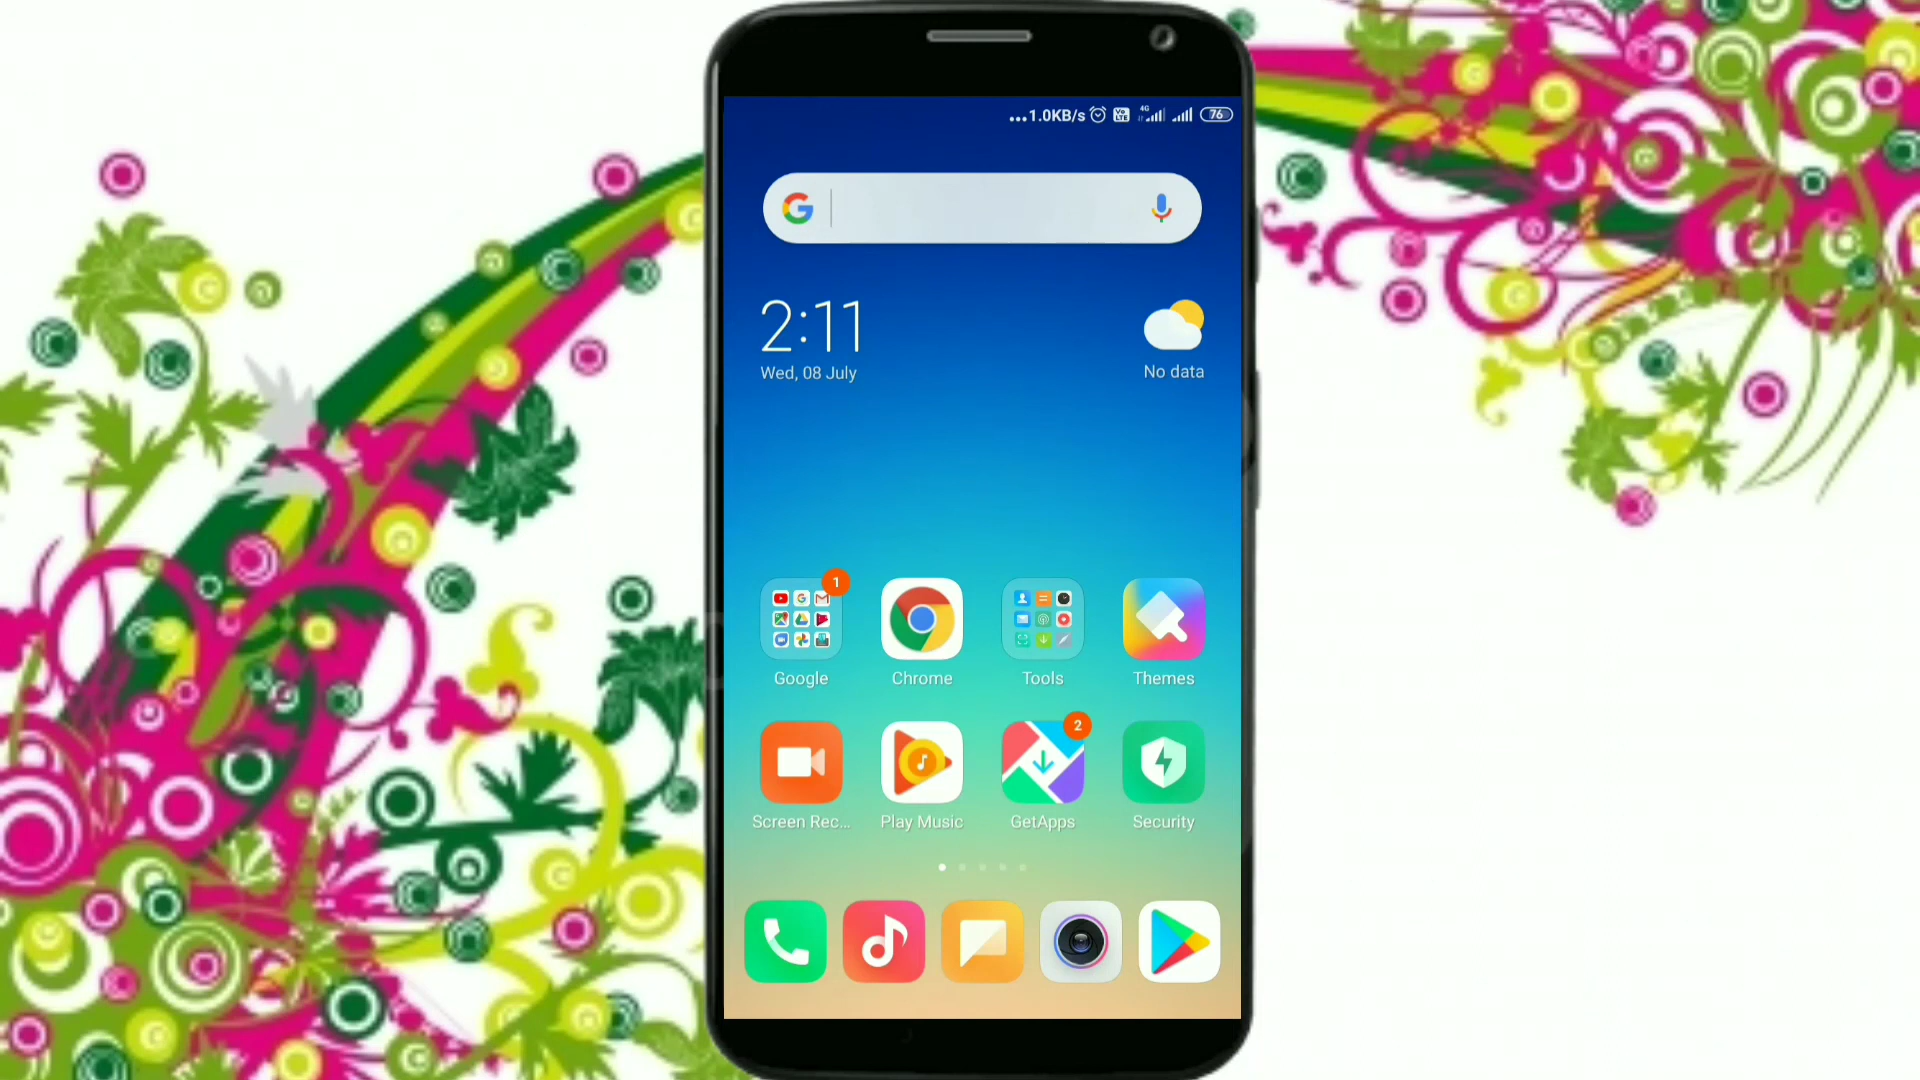 ...1.0KB/s 4G 76
2:11
Wed, 08 July
No data
1
Google
Chrome
Tools
Themes
2
Screen Rec...
Play Music
GetApps
Security